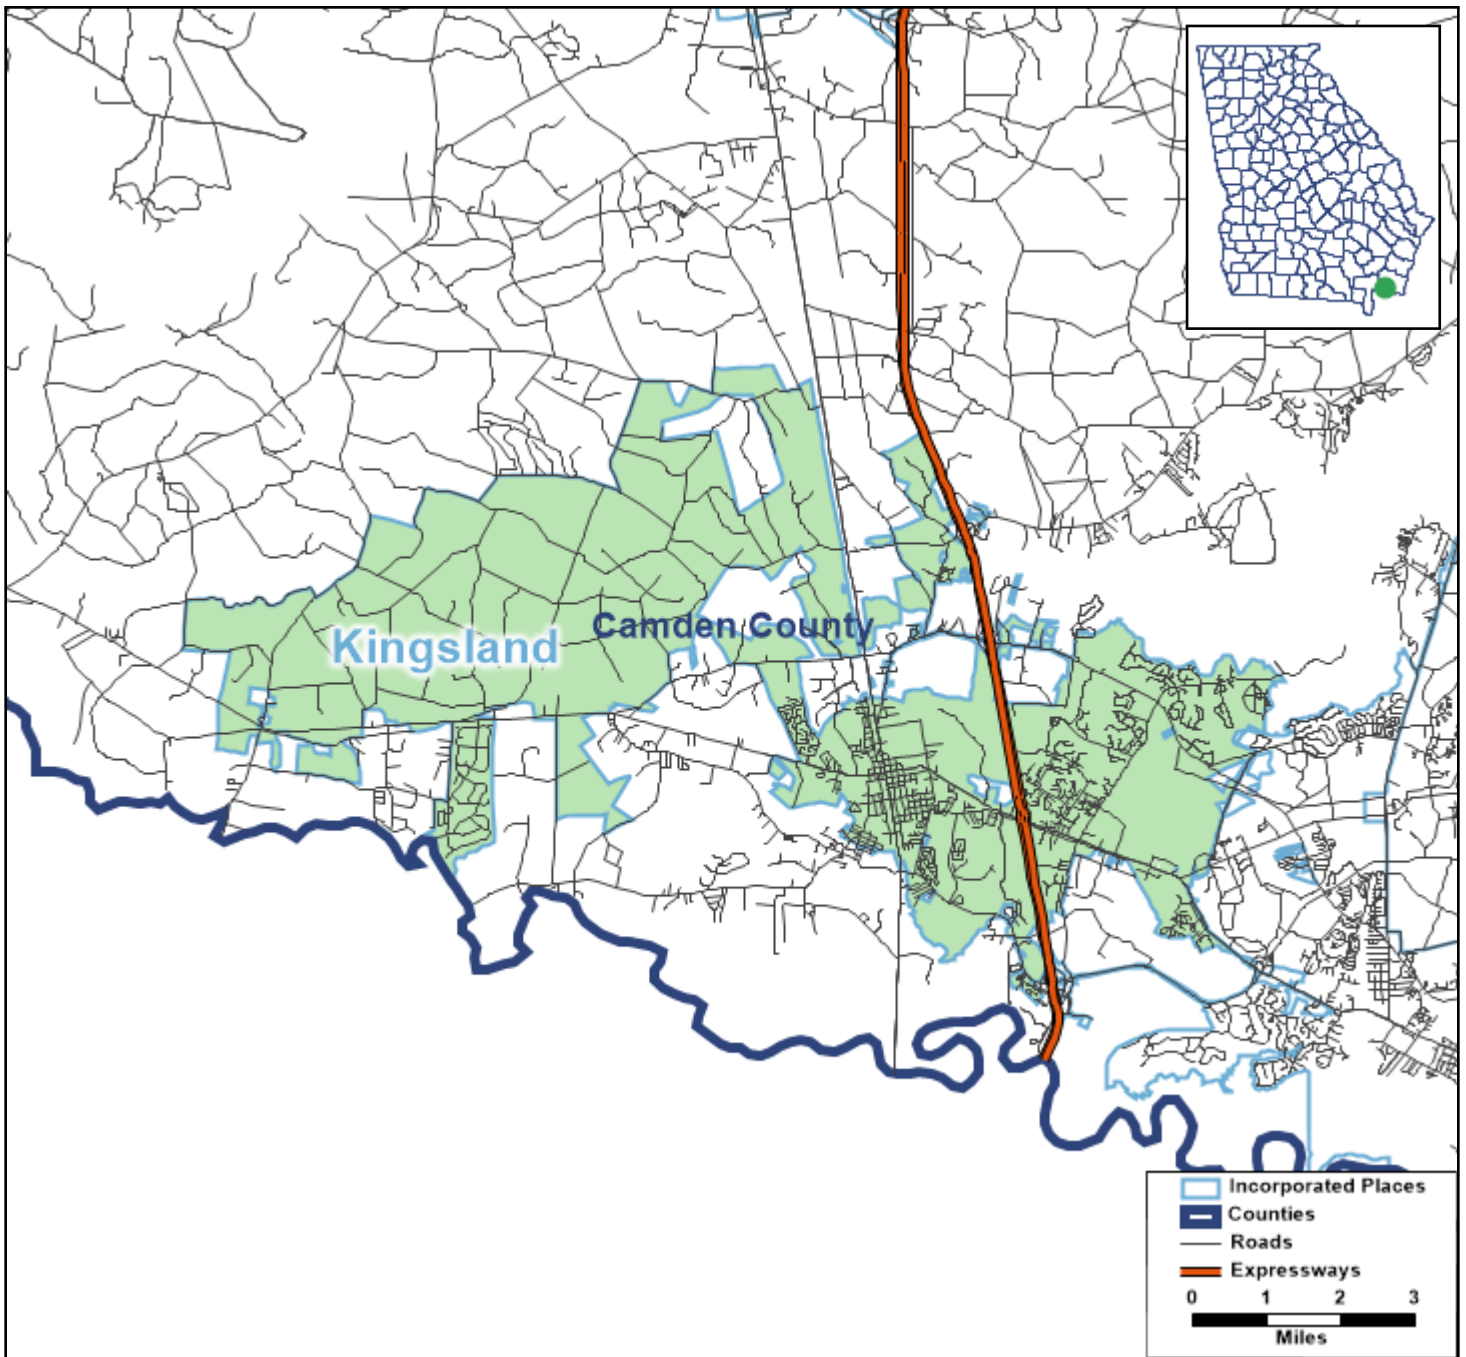 Camden County
Kingsland
Incorporated Places
Counties
Roads
Expressways
0 1 2 3
Miles